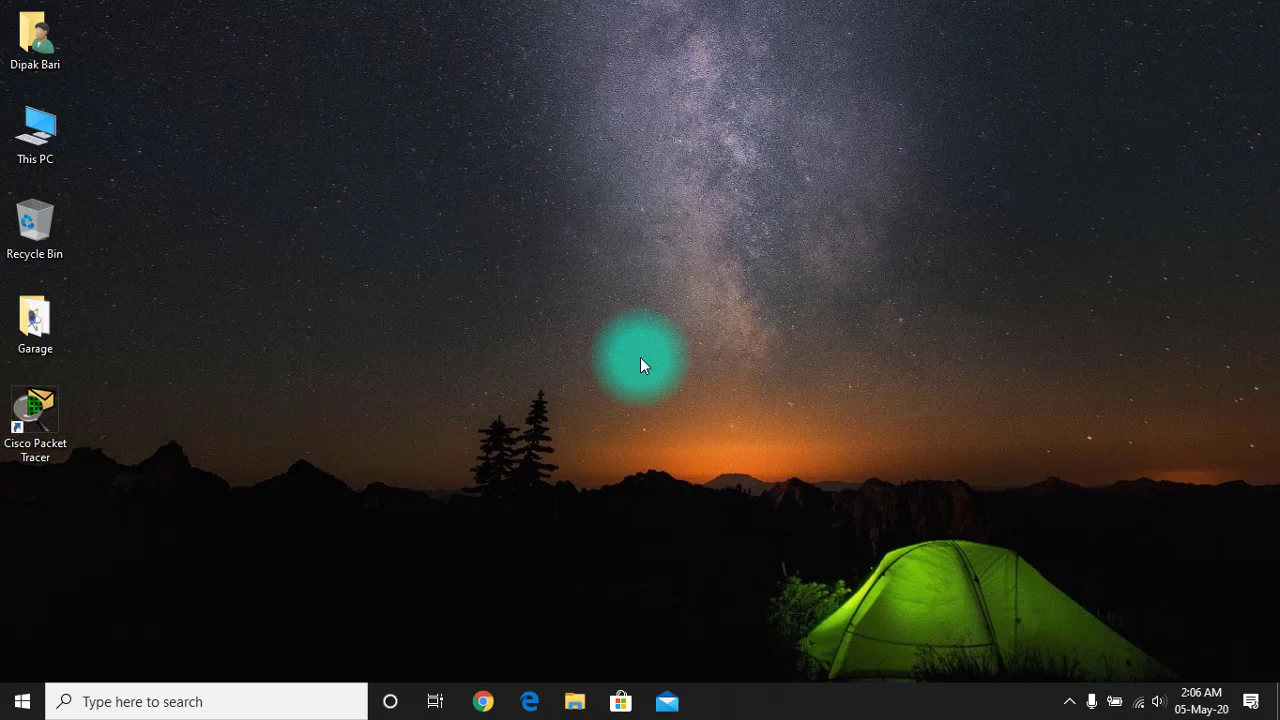 Dipak Bari
This PC
Recycle Bin
Garage
Cisco Packet
Tracer
Type here to search
2:06 AM
05-May-20